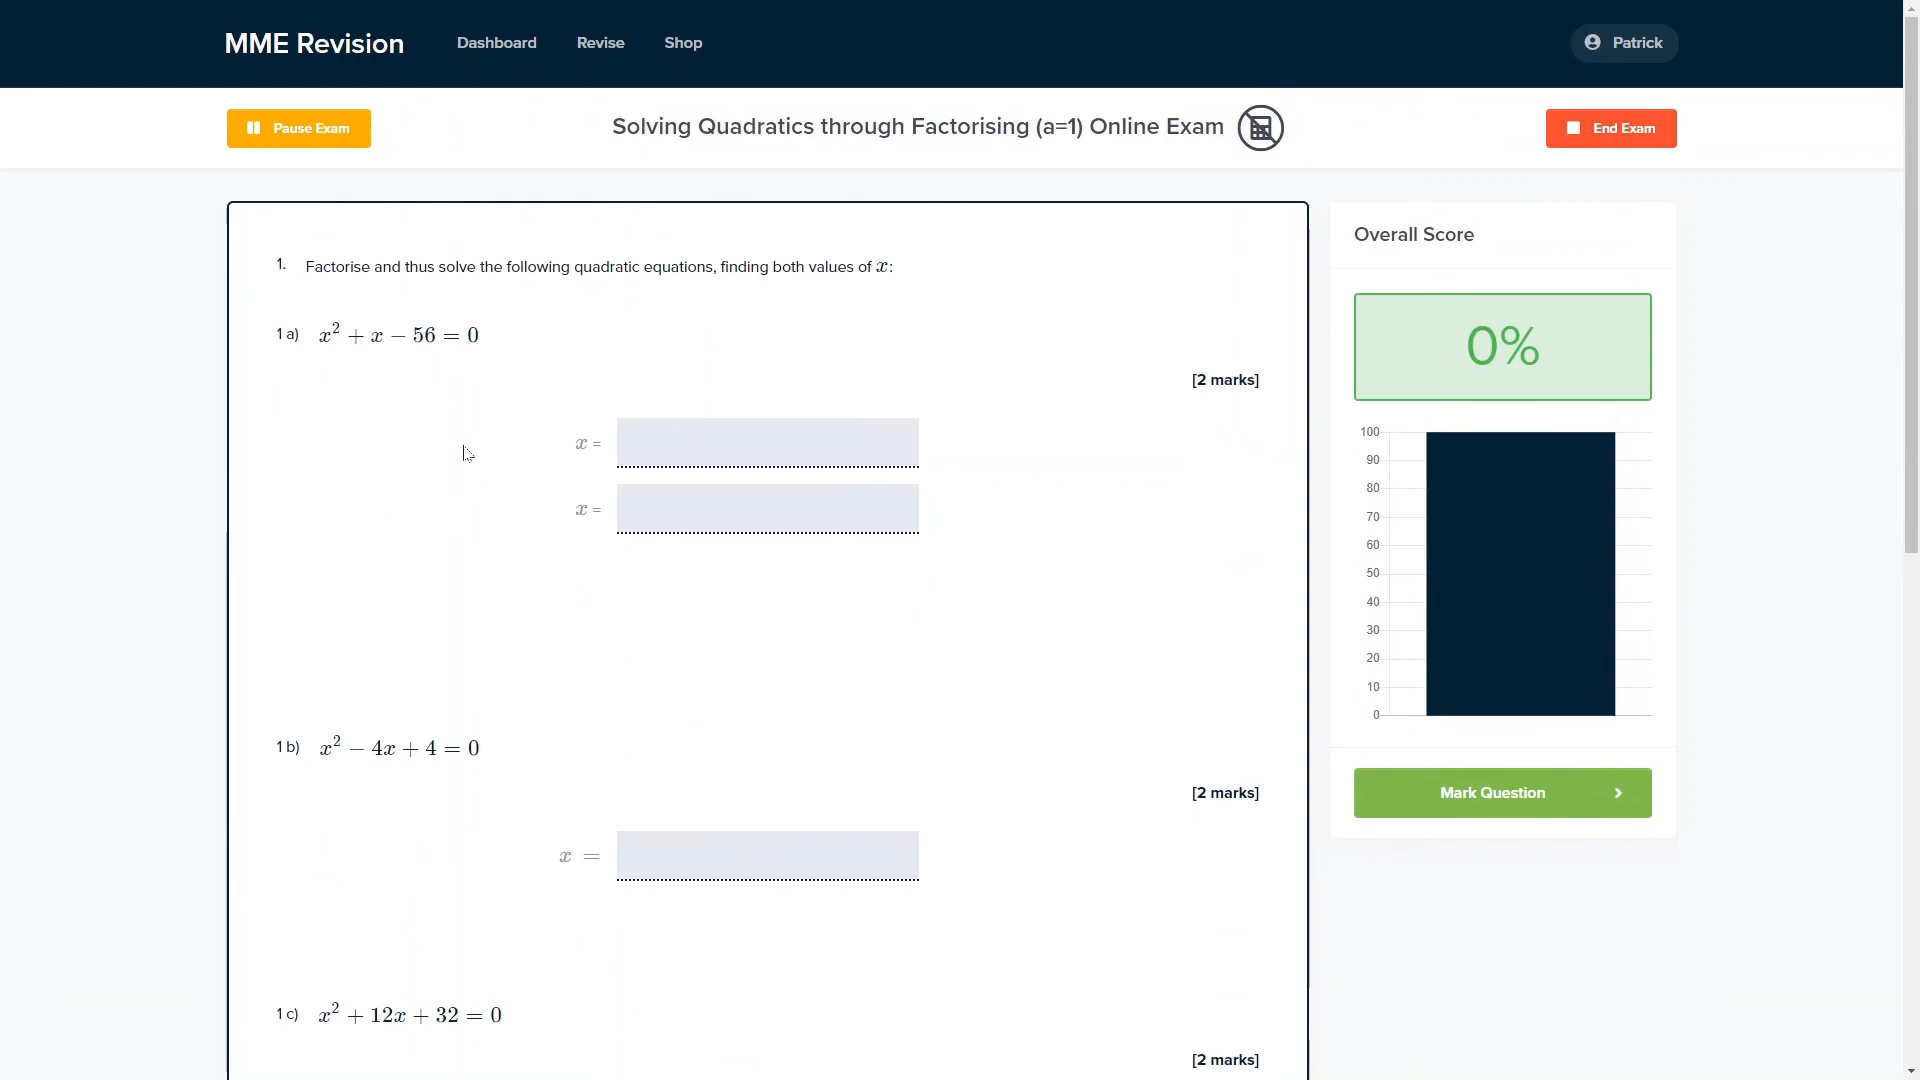 MME Revision
Dashboard
Revise
Shop
Patrick
Pause Exam
Solving Quadratics through Factorising (a=1) Online Exam
End Exam
1. Factorise and thus solve the following quadratic equations, finding both values of x:
1 a) x² + x − 56 = 0
[2 marks]
x =
x =
1 b) x² − 4x + 4 = 0
[2 marks]
x =
1 c) x² + 12x + 32 = 0
[2 marks]
Overall Score
0%
100
90
80
70
60
50
40
30
20
10
0
Mark Question